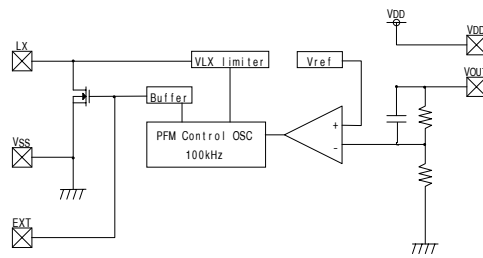 VDD
LX
VLX limiter
Vref
VDD
Buffer
VOUT
PFM Control OSC
100kHz
+
-
VSS
EXT